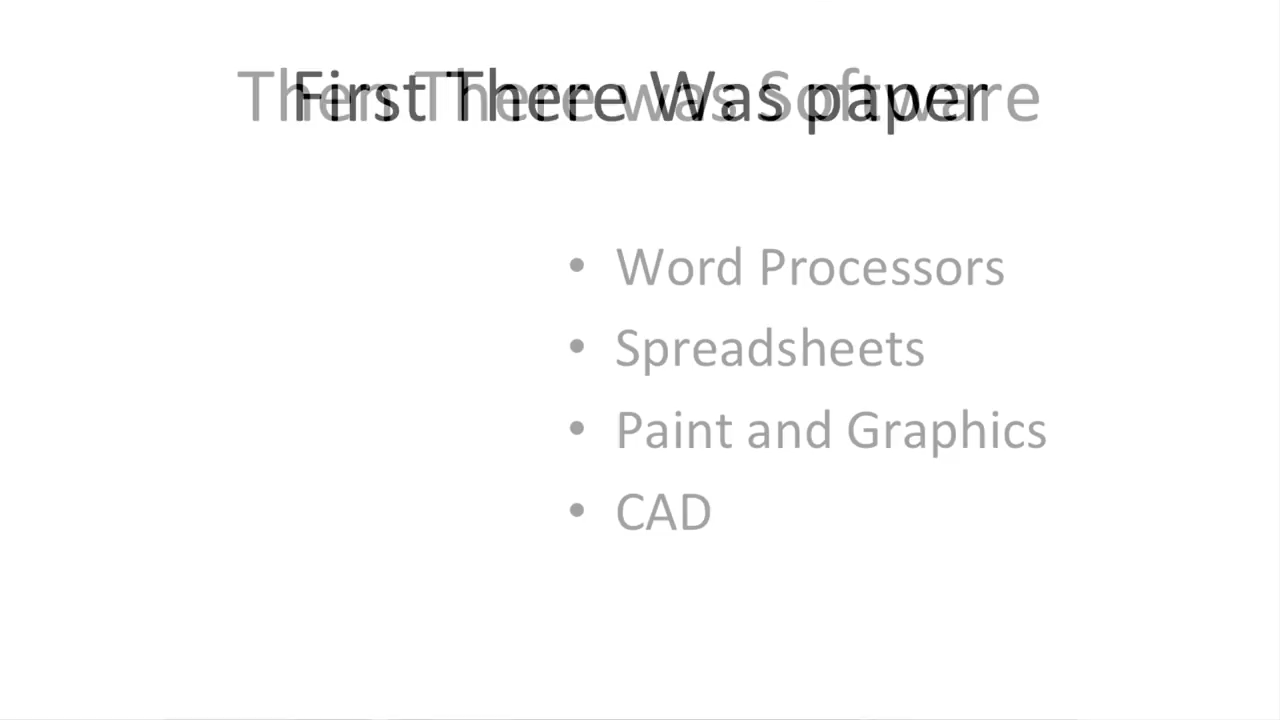 First There Was paper
Then There was Software
• Word Processors
• Spreadsheets
• Paint and Graphics
• CAD